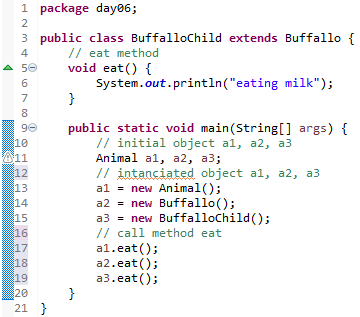 1 package day06;
2
3 public class BuffalloChild extends Buffallo {
4     // eat method
5     void eat() {
6         System.out.println("eating milk");
7     }
8
9     public static void main(String[] args) {
10         // initial object a1, a2, a3
11         Animal a1, a2, a3;
12         // intanciated object a1, a2, a3
13         a1 = new Animal();
14         a2 = new Buffallo();
15         a3 = new BuffalloChild();
16         // call method eat
17         a1.eat();
18         a2.eat();
19         a3.eat();
20     }
21 }